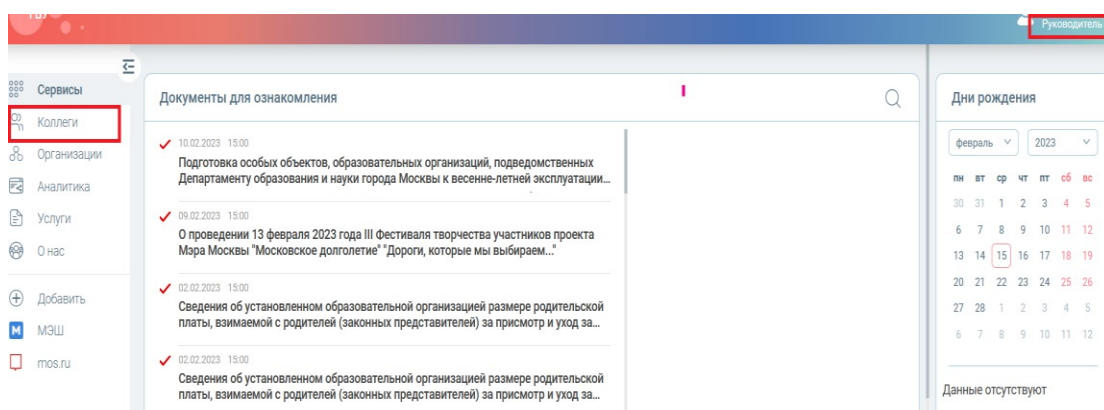 Руководитель
Сервисы
Коллеги
Организации
Аналитика
Услуги
О нас
Добавить
МЭШ
mos.ru
Документы для ознакомления
10.02.2023 15:00
Подготовка особых объектов, образовательных организаций, подведомственных
Департаменту образования и науки города Москвы к весенне-летней эксплуатации...
09.02.2023 15:00
О проведении 13 февраля 2023 года III Фестиваля творчества участников проекта
Мэра Москвы "Московское долголетие" "Дороги, которые мы выбираем..."
02.02.2023 15:00
Сведения об установленном образовательной организацией размере родительской
платы, взимаемой с родителей (законных представителей) за присмотр и уход за...
02.02.2023 15:00
Сведения об установленном образовательной организацией размере родительской
платы, взимаемой с родителей (законных представителей) за присмотр и уход за...
Дни рождения
февраль 2023
пн вт ср чт пт сб вс
30 31 1 2 3 4 5
6 7 8 9 10 11 12
13 14 15 16 17 18 19
20 21 22 23 24 25 26
27 28 1 2 3 4 5
6 7 8 9 10 11 12
Данные отсутствуют